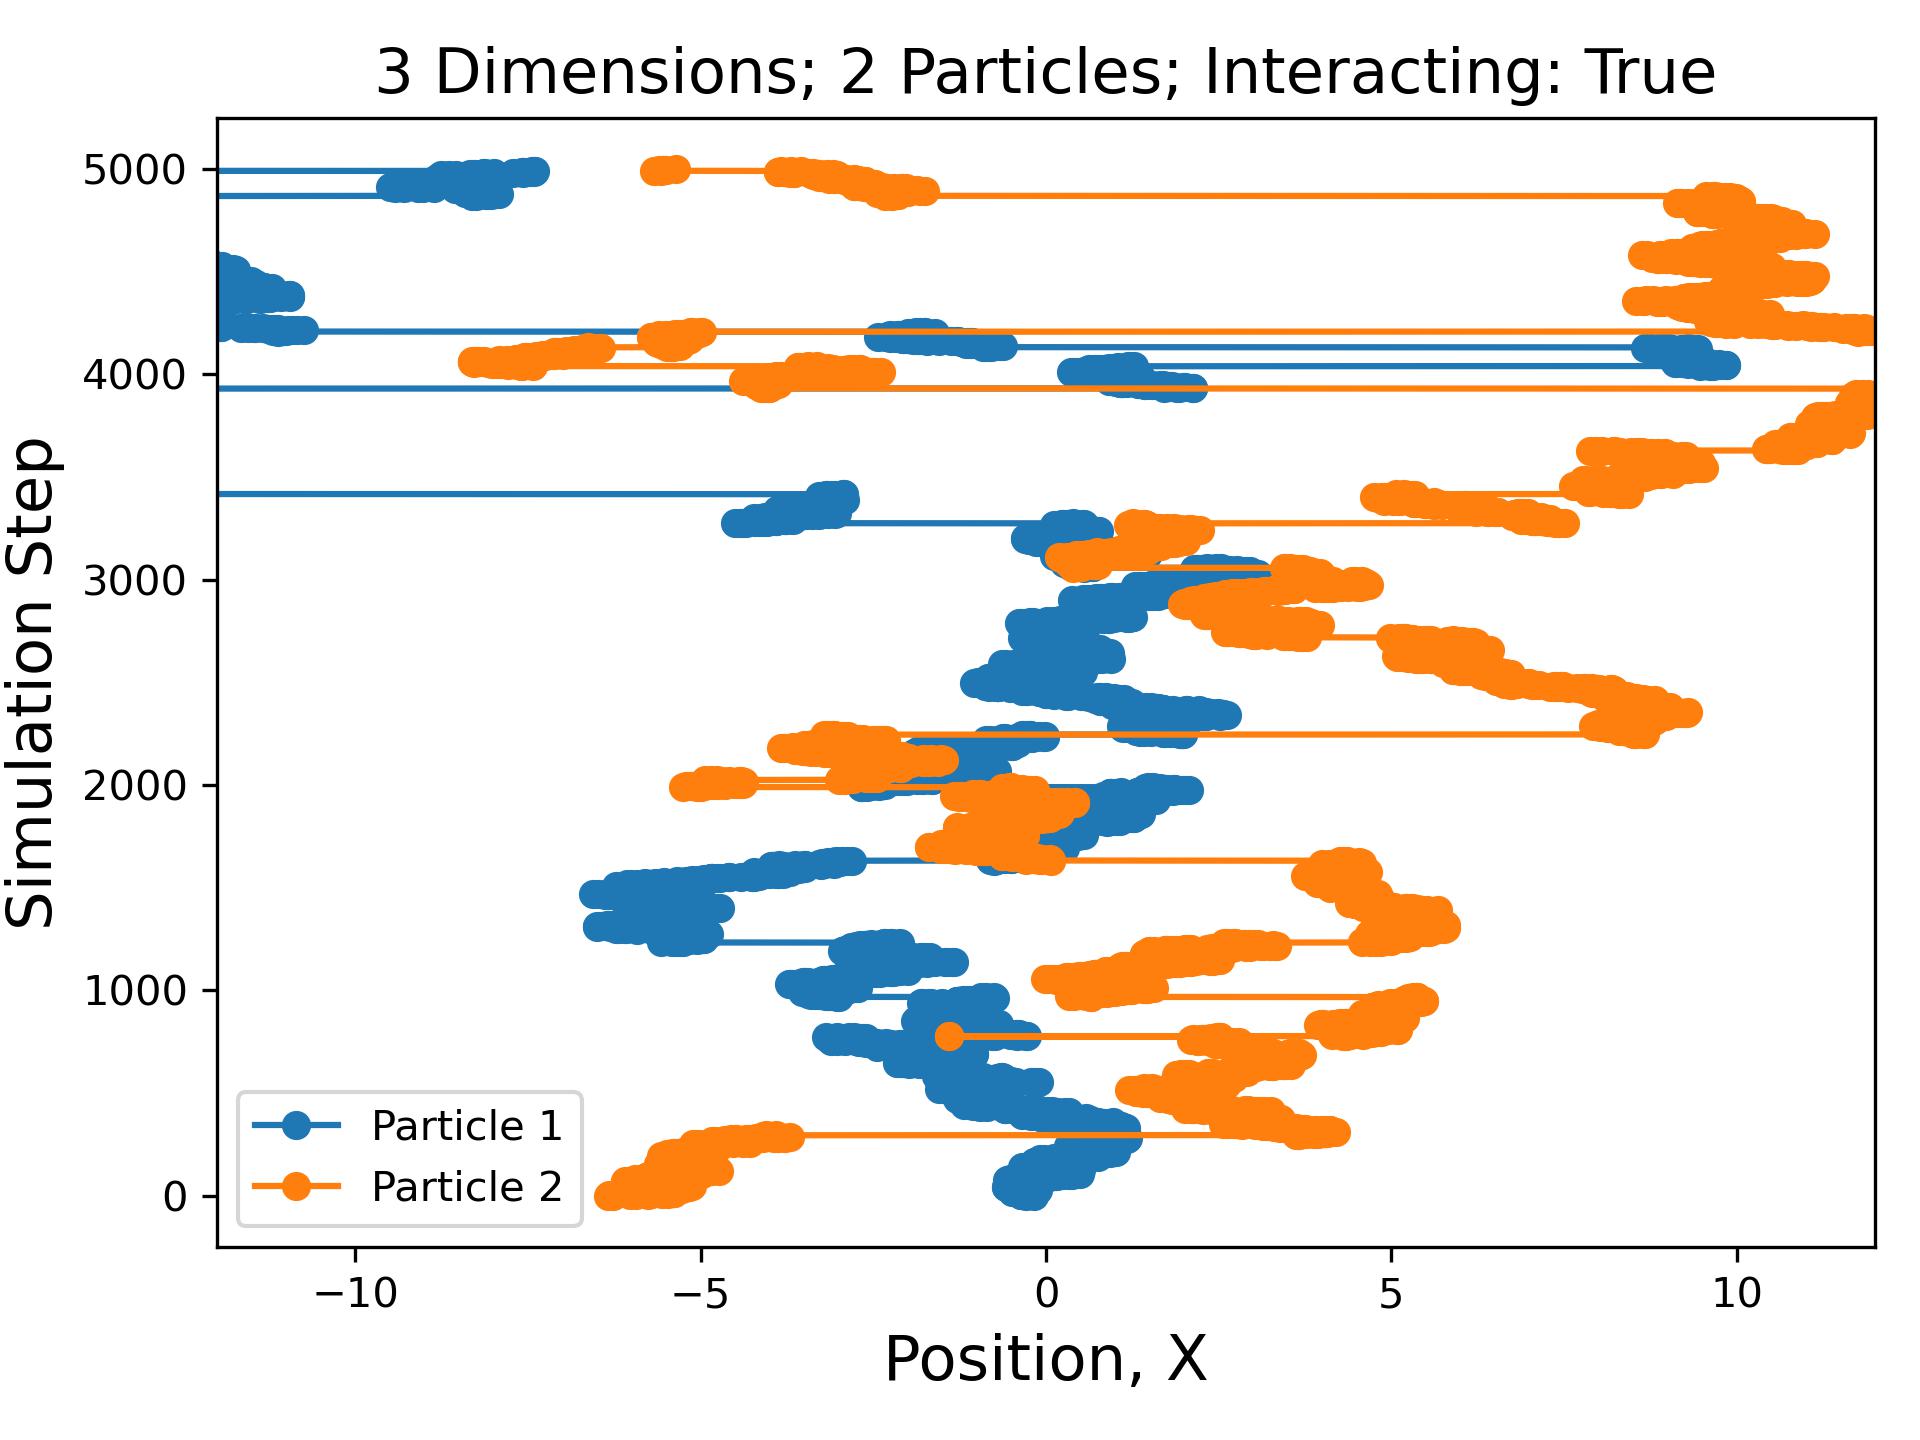 3 Dimensions; 2 Particles; Interacting: True
Simulation Step
5000
4000
3000
2000
1000
0
Particle 1
Particle 2
−10
−5
0
5
10
Position, X